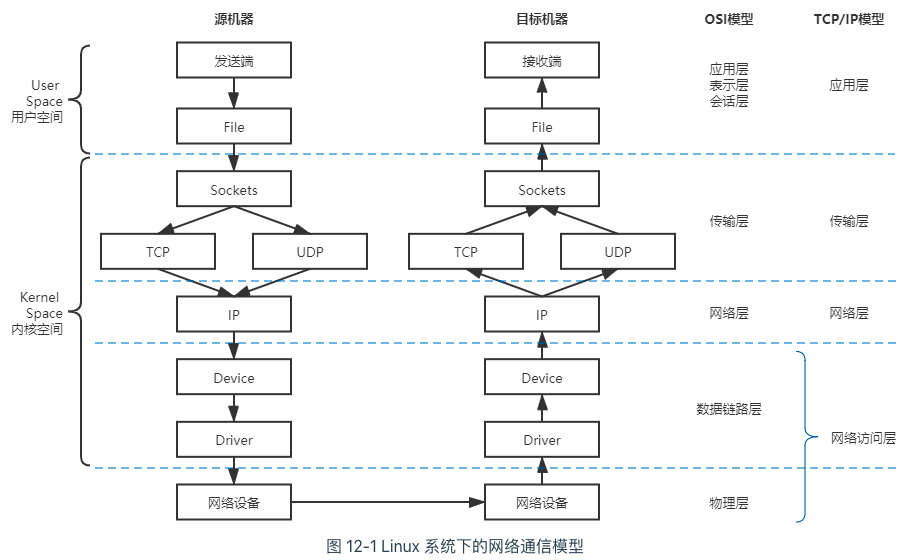 源机器
目标机器
OSI模型
TCP/IP模型
发送端
接收端
User
Space
用户空间
应用层
表示层
会话层
应用层
File
File
Sockets
Sockets
TCP
UDP
TCP
UDP
传输层
传输层
Kernel
Space
内核空间
IP
IP
网络层
网络层
Device
Device
数据链路层
Driver
Driver
网络访问层
网络设备
网络设备
物理层
图 12-1 Linux 系统下的网络通信模型